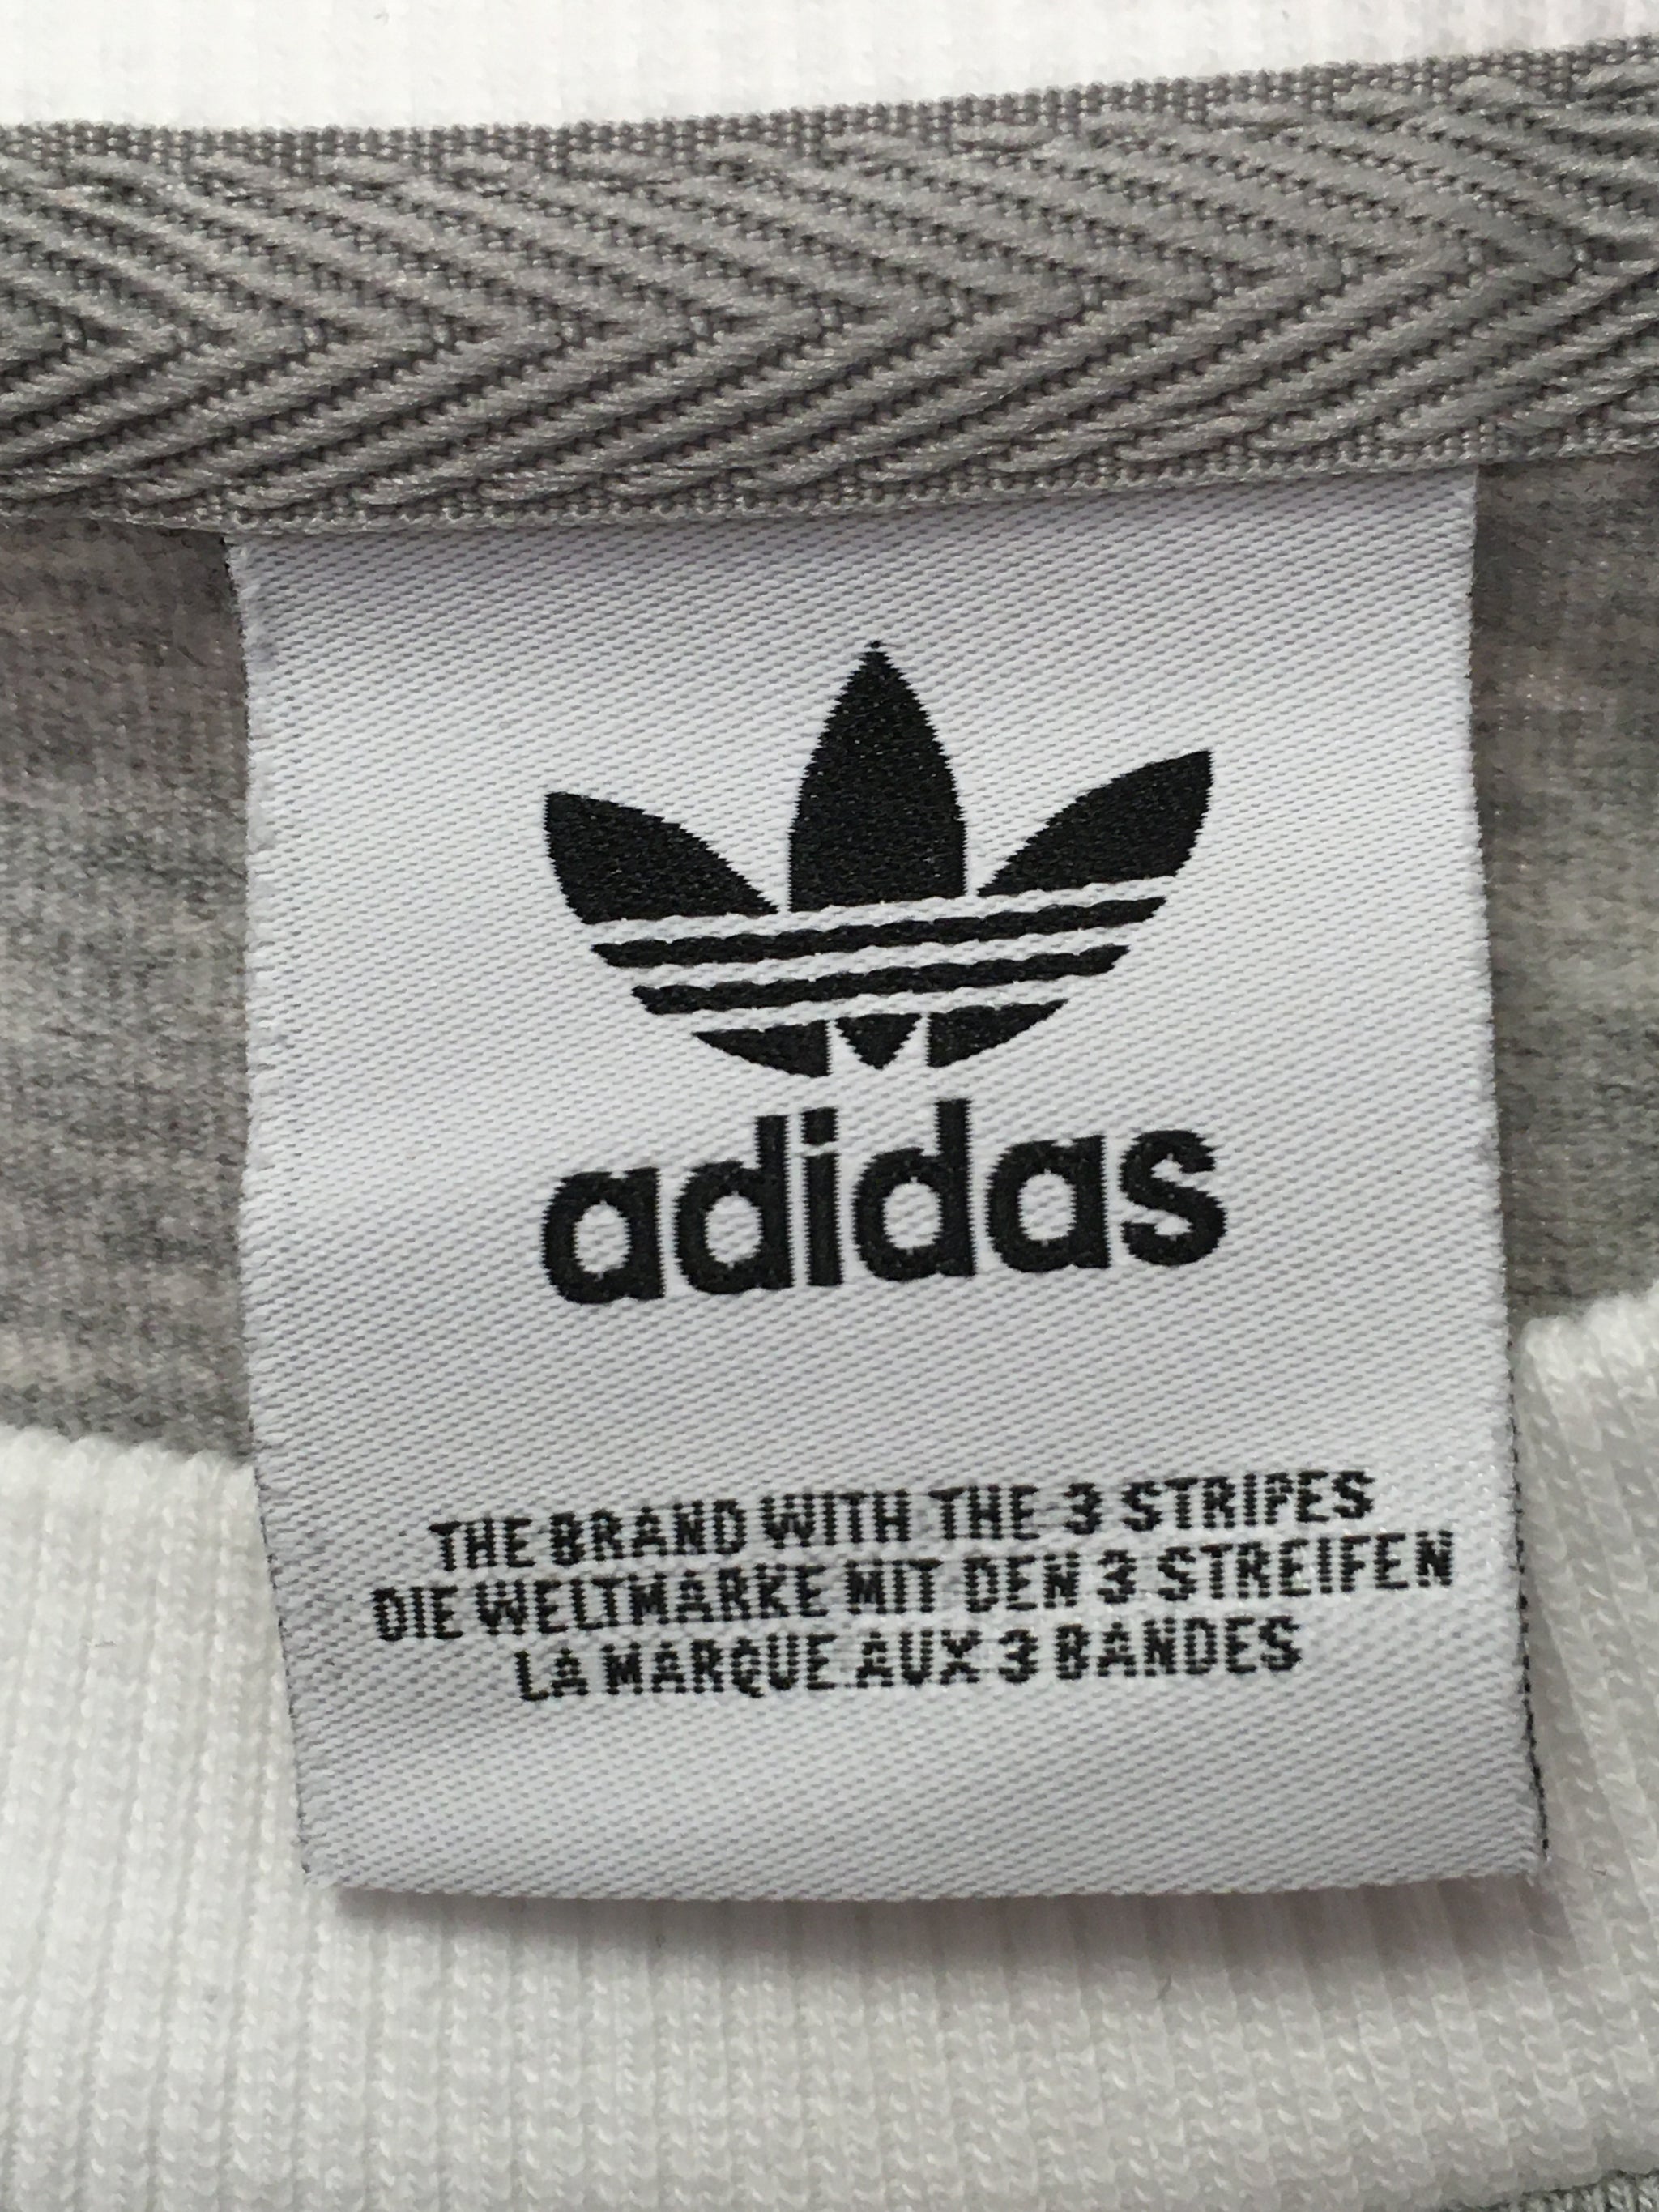 adidas
THE BRAND WITH THE 3 STRIPES
DIE WELTMARKE MIT DEN 3 STREIFEN
LA MARQUE AUX 3 BANDES